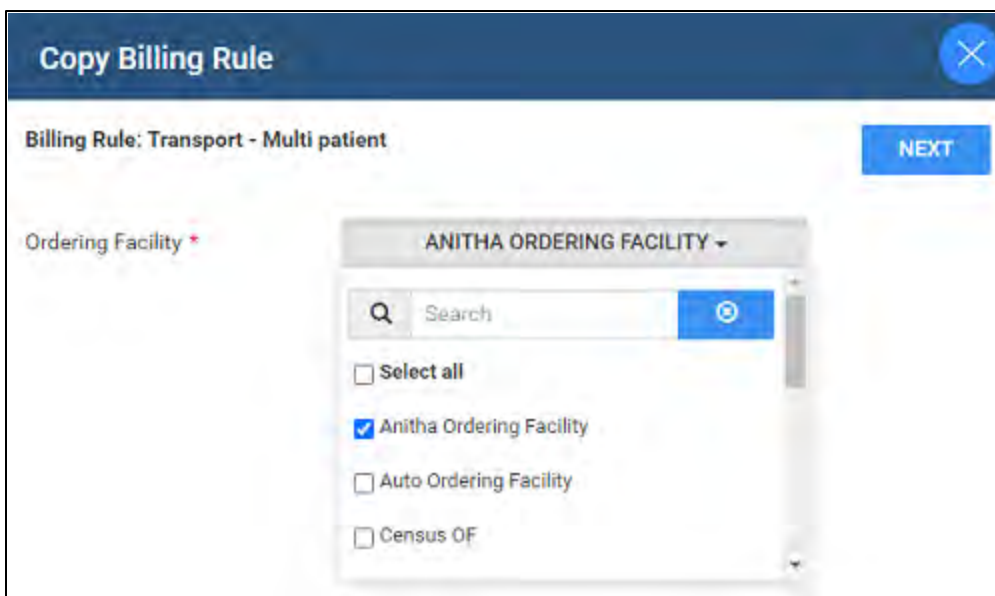 Copy Billing Rule
Billing Rule: Transport - Multi patient
NEXT
Ordering Facility *
ANITHA ORDERING FACILITY
Search
Select all
Anitha Ordering Facility
Auto Ordering Facility
Census OF